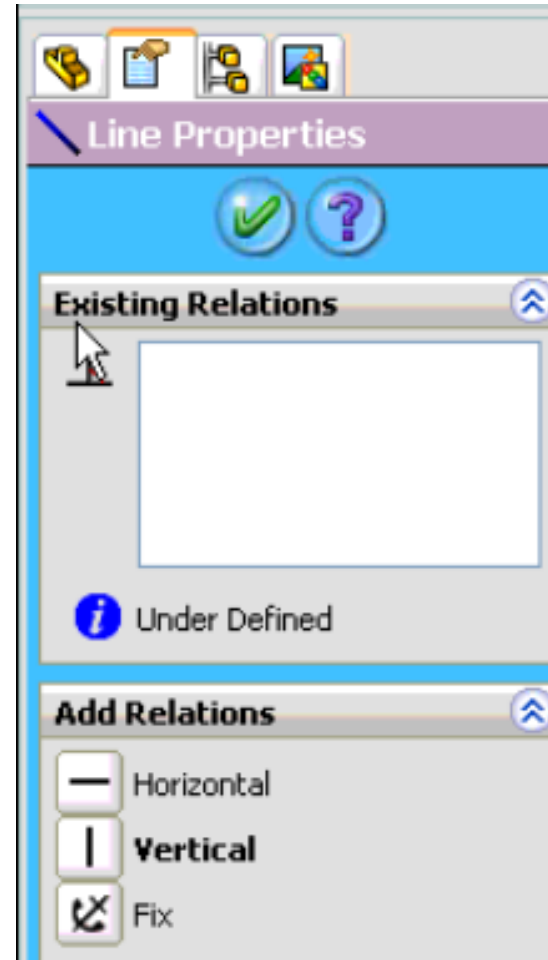 Line Properties
Existing Relations
Under Defined
Add Relations
Horizontal
Vertical
Fix